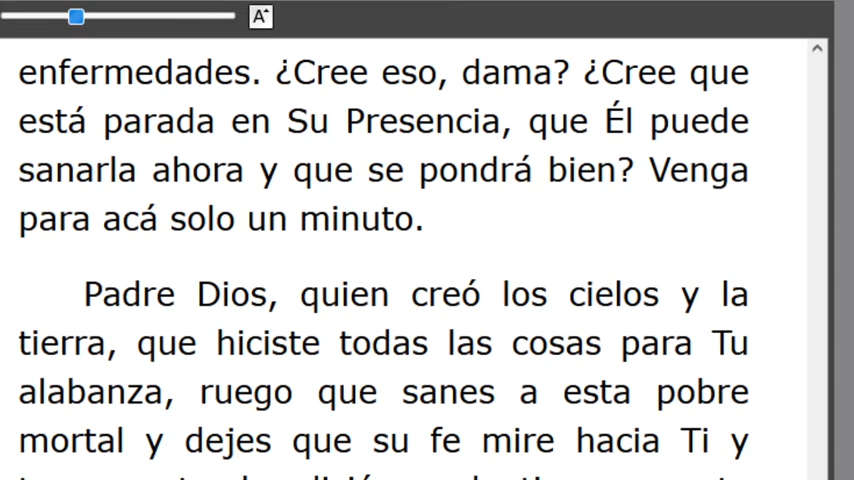 A
enfermedades. ¿Cree eso, dama? ¿Cree que
está parada en Su Presencia, que Él puede
sanarla ahora y que se pondrá bien? Venga
para acá solo un minuto.
Padre Dios, quien creó los cielos y la
tierra, que hiciste todas las cosas para Tu
alabanza, ruego que sanes a esta pobre
mortal y dejes que su fe mire hacia Ti y